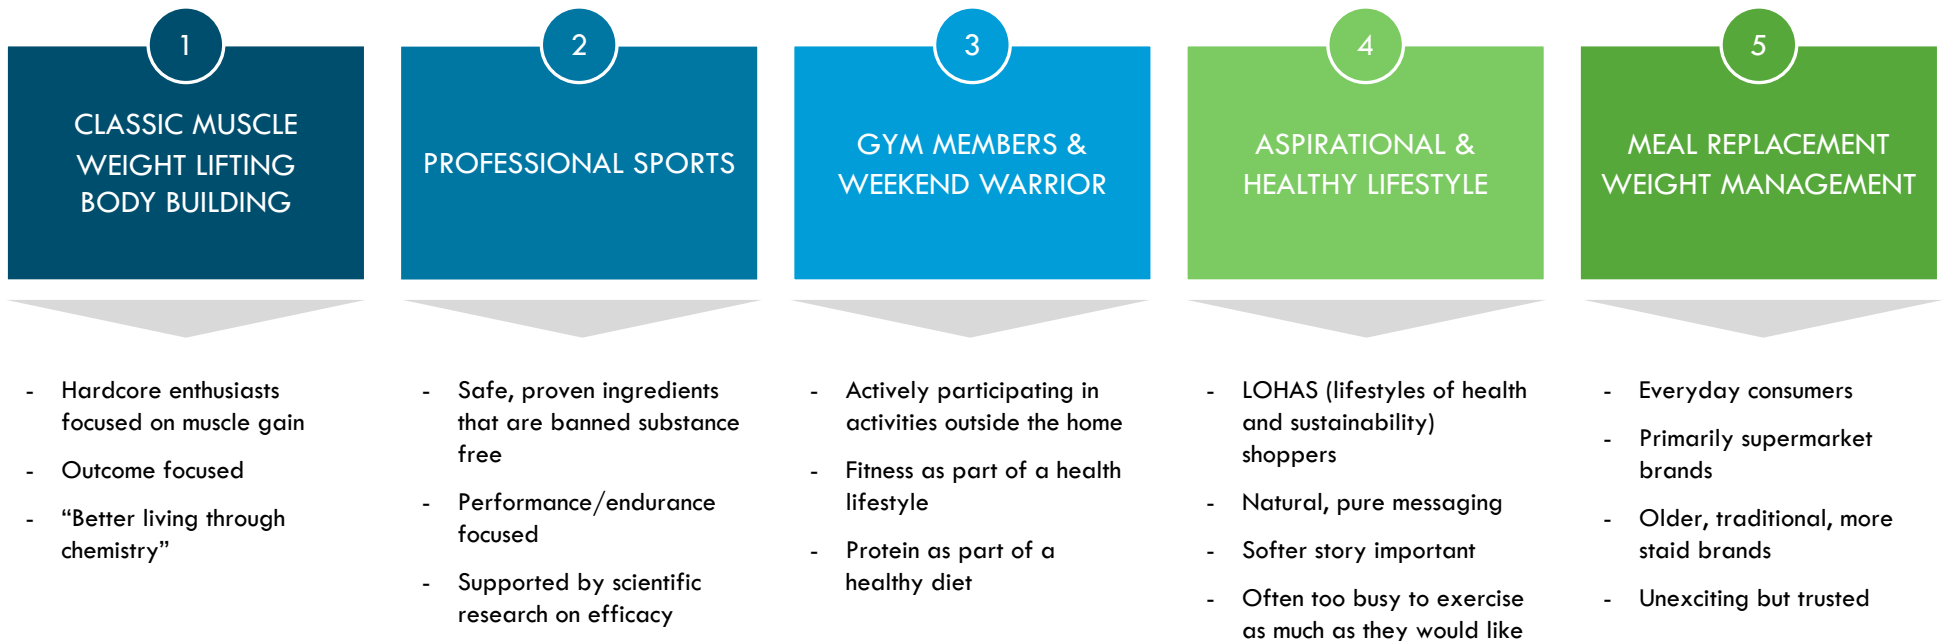 1
CLASSIC MUSCLE
WEIGHT LIFTING
BODY BUILDING
- Hardcore enthusiasts
focused on muscle gain
- Outcome focused
- “Better living through
chemistry”
2
PROFESSIONAL SPORTS
- Safe, proven ingredients
that are banned substance
free
- Performance/endurance
focused
- Supported by scientific
research on efficacy
3
GYM MEMBERS &
WEEKEND WARRIOR
- Actively participating in
activities outside the home
- Fitness as part of a health
lifestyle
- Protein as part of a
healthy diet
4
ASPIRATIONAL &
HEALTHY LIFESTYLE
- LOHAS (lifestyles of health
and sustainability)
shoppers
- Natural, pure messaging
- Softer story important
- Often too busy to exercise
as much as they would like
5
MEAL REPLACEMENT
WEIGHT MANAGEMENT
- Everyday consumers
- Primarily supermarket
brands
- Older, traditional, more
staid brands
- Unexciting but trusted